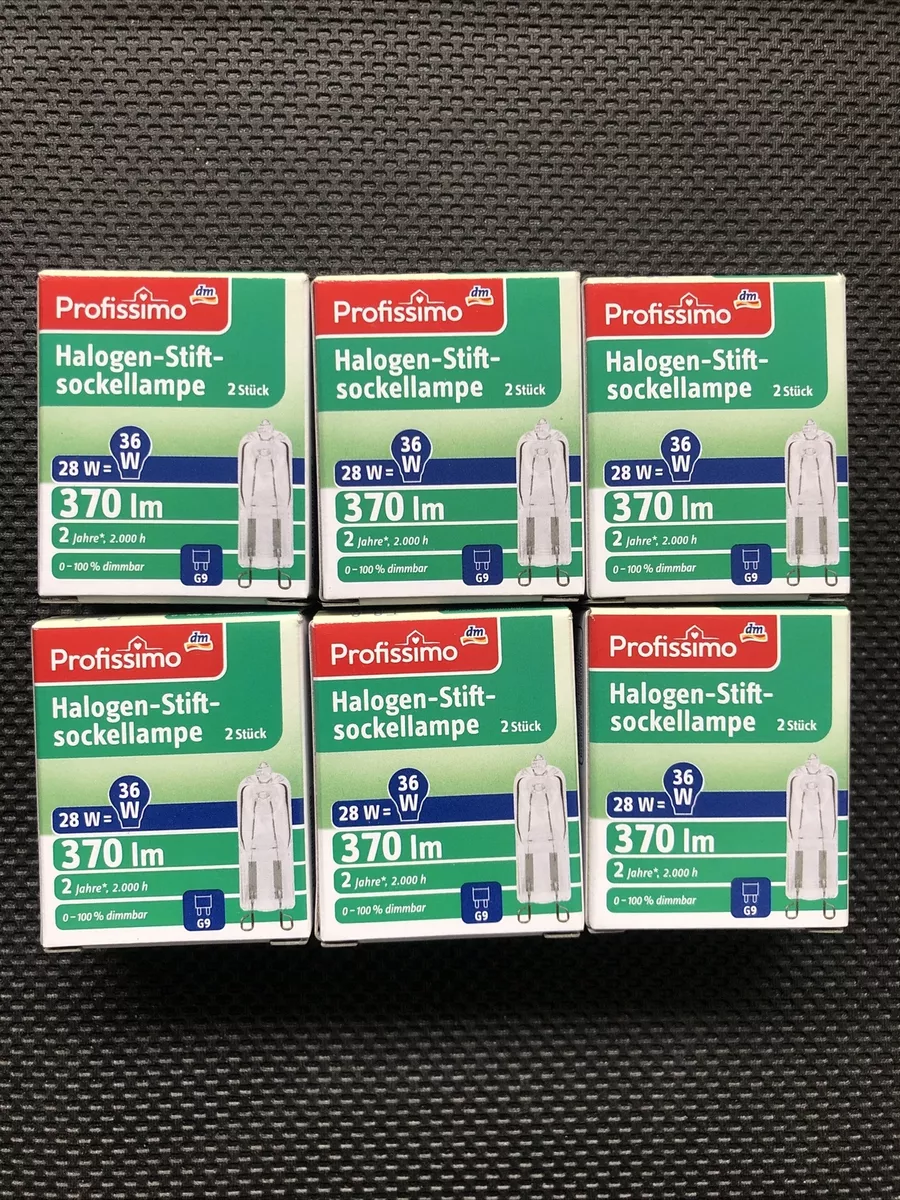 Profissimo dm
Halogen-Stift-
sockellampe 2 Stück
36
28 W = W
370 lm
2 Jahre*, 2.000 h
0 – 100 % dimmbar
G9
Profissimo dm
Halogen-Stift-
sockellampe 2 Stück
36
28 W = W
370 lm
2 Jahre*, 2.000 h
0 – 100 % dimmbar
G9
Profissimo dm
Halogen-Stift-
sockellampe 2 Stück
36
28 W = W
370 lm
2 Jahre*, 2.000 h
0 – 100 % dimmbar
G9
Profissimo dm
Halogen-Stift-
sockellampe 2 Stück
36
28 W = W
370 lm
2 Jahre*, 2.000 h
0 – 100 % dimmbar
G9
Profissimo dm
Halogen-Stift-
sockellampe 2 Stück
36
28 W = W
370 lm
2 Jahre*, 2.000 h
0 – 100 % dimmbar
G9
Profissimo dm
Halogen-Stift-
sockellampe 2 Stück
36
28 W = W
370 lm
2 Jahre*, 2.000 h
0 – 100 % dimmbar
G9